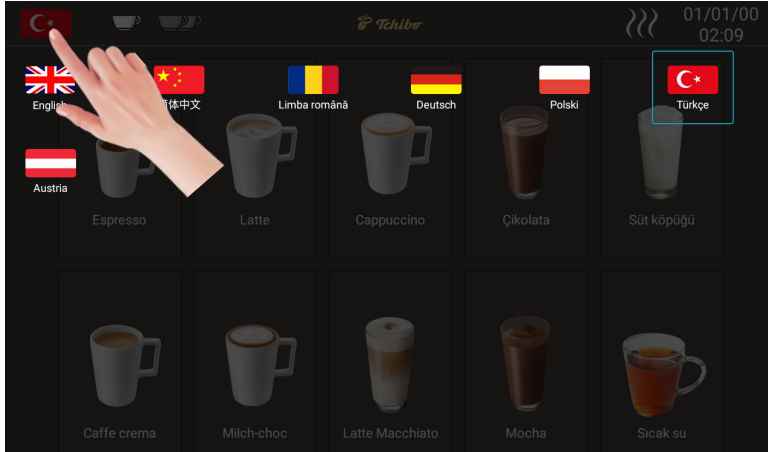 Tchibo
01/01/00
02:09
English
简体中文
Limba română
Deutsch
Polski
Türkçe
Austria
Espresso
Latte
Cappuccino
Çikolata
Süt köpüğü
Caffe crema
Milch-choc
Latte Macchiato
Mocha
Sıcak su